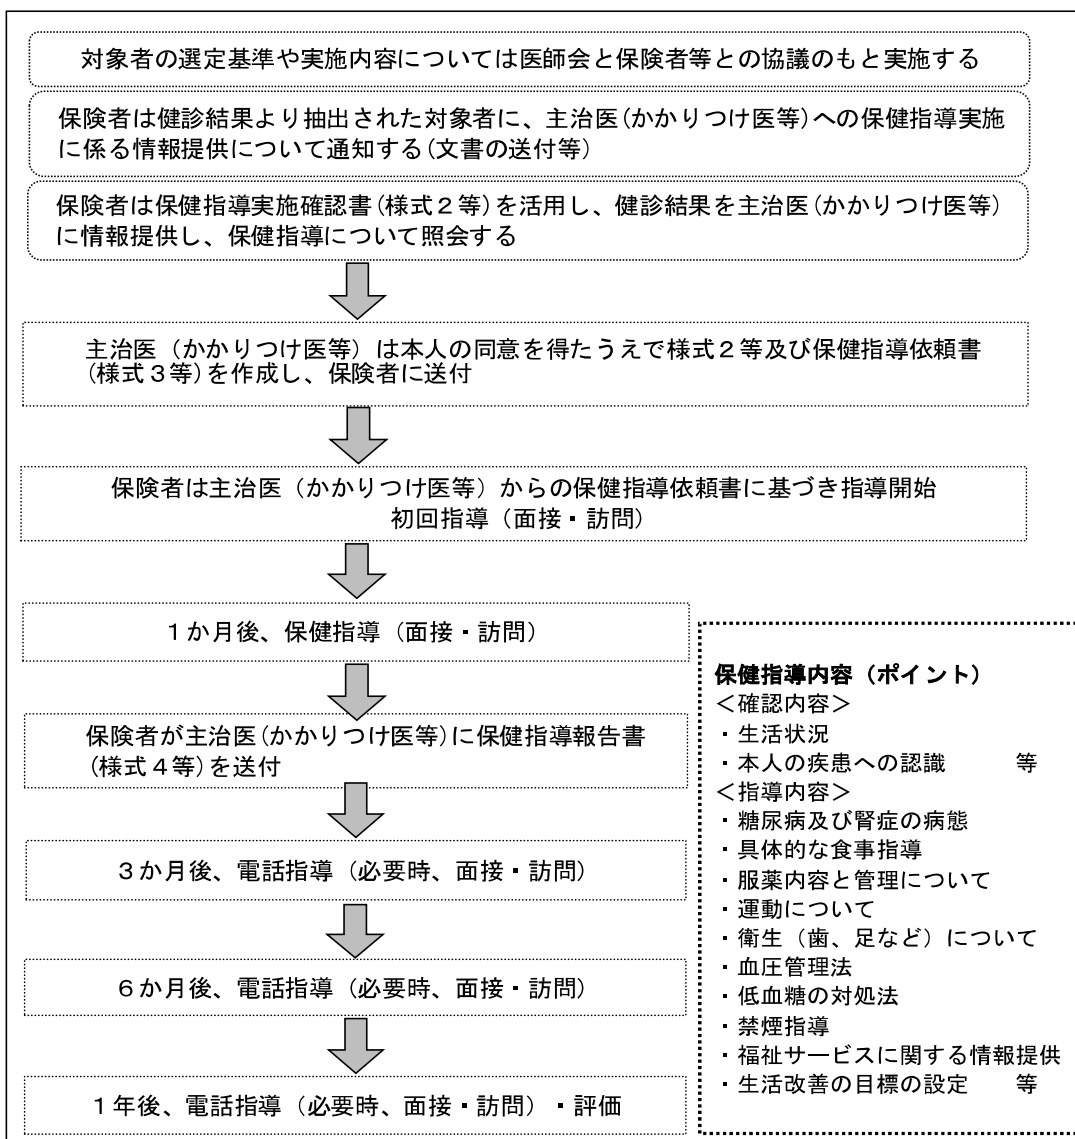 対象者の選定基準や実施内容については医師会と保険者等との協議のもと実施する
保険者は健診結果より抽出された対象者に、主治医(かかりつけ医等)への保健指導実施
に係る情報提供について通知する(文書の送付等)
保険者は保健指導実施確認書(様式２等)を活用し、健診結果を主治医(かかりつけ医等)
に情報提供し、保健指導について照会する
主治医（かかりつけ医等）は本人の同意を得たうえで様式２等及び保健指導依頼書
(様式３等)を作成し、保険者に送付
保険者は主治医（かかりつけ医等）からの保健指導依頼書に基づき指導開始
初回指導（面接・訪問）
１か月後、保健指導（面接・訪問）
保険者が主治医(かかりつけ医等)に保健指導報告書
(様式４等)を送付
３か月後、電話指導（必要時、面接・訪問）
６か月後、電話指導（必要時、面接・訪問）
１年後、電話指導（必要時、面接・訪問）・評価
保健指導内容（ポイント）
＜確認内容＞
・生活状況
・本人の疾患への認識　　　等
＜指導内容＞
・糖尿病及び腎症の病態
・具体的な食事指導
・服薬内容と管理について
・運動について
・衛生（歯、足など）について
・血圧管理法
・低血糖の対処法
・禁煙指導
・福祉サービスに関する情報提供
・生活改善の目標の設定　　等